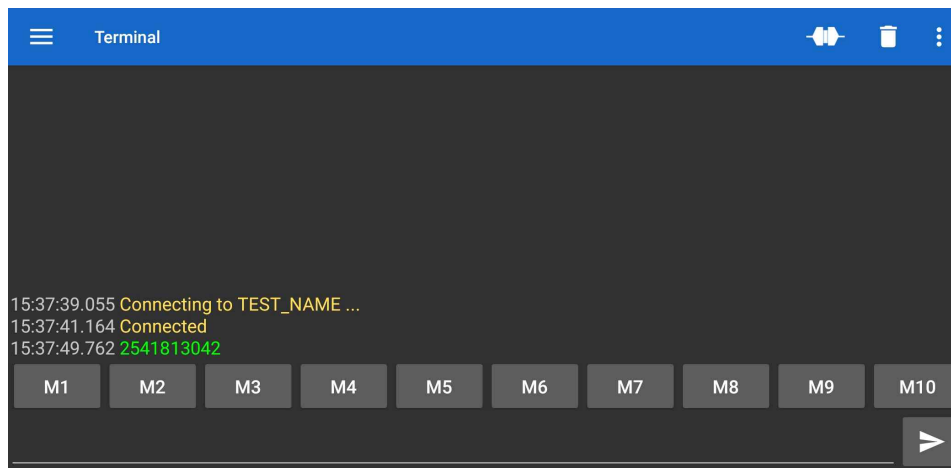 Terminal
15:37:39.055 Connecting to TEST_NAME ...
15:37:41.164 Connected
15:37:49.762 2541813042
M1 M2 M3 M4 M5 M6 M7 M8 M9 M10